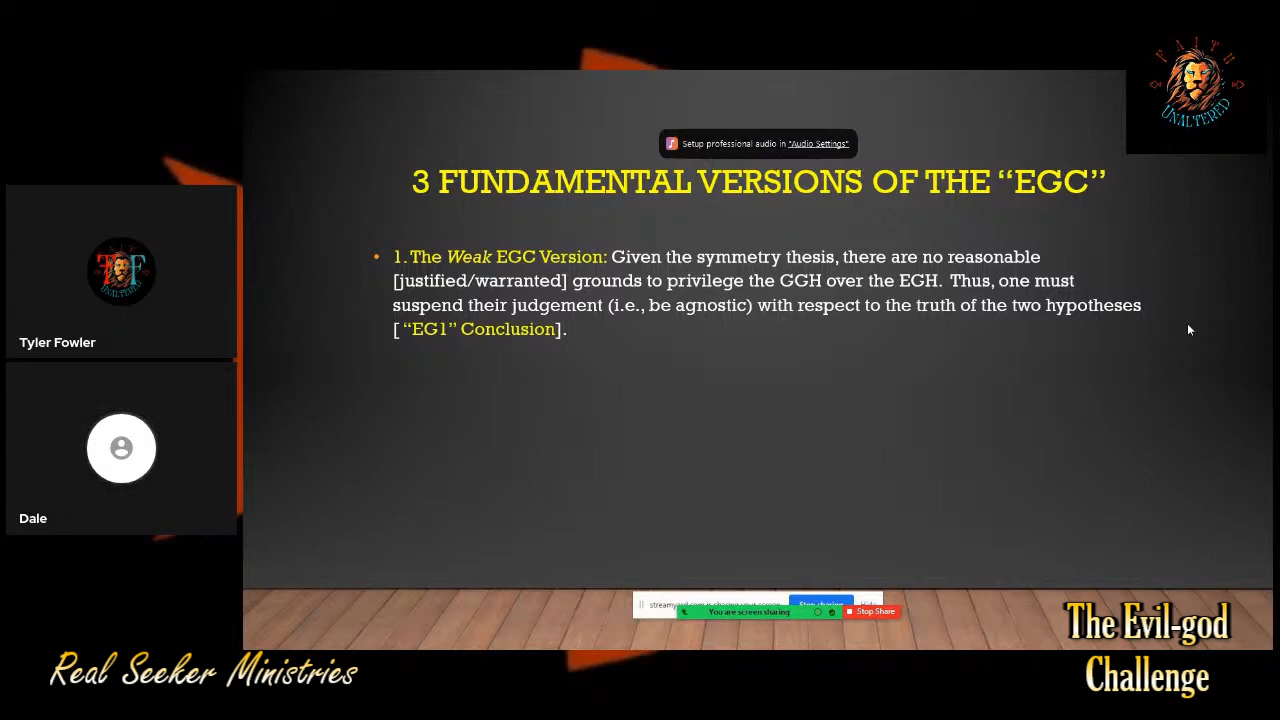 FAITH
UNALTERED
Setup professional audio in "Audio Settings"
3 FUNDAMENTAL VERSIONS OF THE “EGC”
• 1. The Weak EGC Version: Given the symmetry thesis, there are no reasonable
[justified/warranted] grounds to privilege the GGH over the EGH. Thus, one must
suspend their judgement (i.e., be agnostic) with respect to the truth of the two hypotheses
[ “EG1” Conclusion].
Tyler Fowler
Dale
You are screen sharing
Stop Share
The Evil-god
Challenge
Real Seeker Ministries